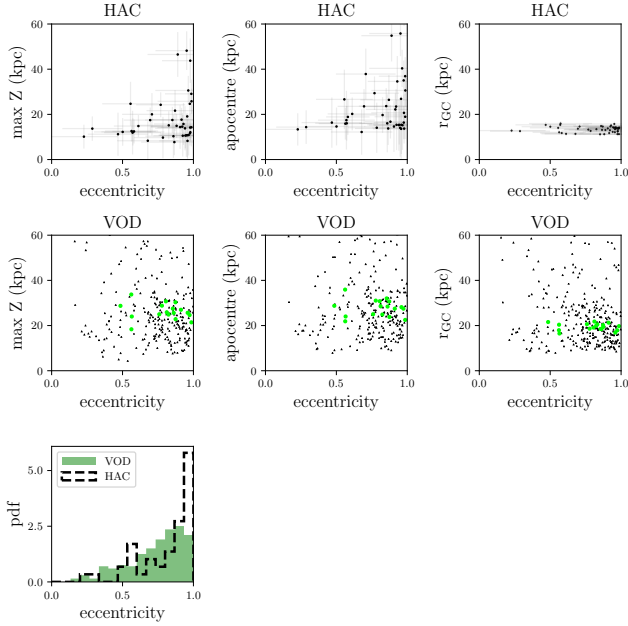 HAC HAC HAC
max Z (kpc) apocentre (kpc) r_GC (kpc)
60 60 60
40 40 40
20 20 20
0 0 0
0.0 0.5 1.0 0.0 0.5 1.0 0.0 0.5 1.0
eccentricity eccentricity eccentricity
VOD VOD VOD
max Z (kpc) apocentre (kpc) r_GC (kpc)
60 60 60
40 40 40
20 20 20
0 0 0
0.0 0.5 1.0 0.0 0.5 1.0 0.0 0.5 1.0
eccentricity eccentricity eccentricity
pdf
5.0
2.5
0.0
VOD
HAC
0.0 0.5 1.0
eccentricity